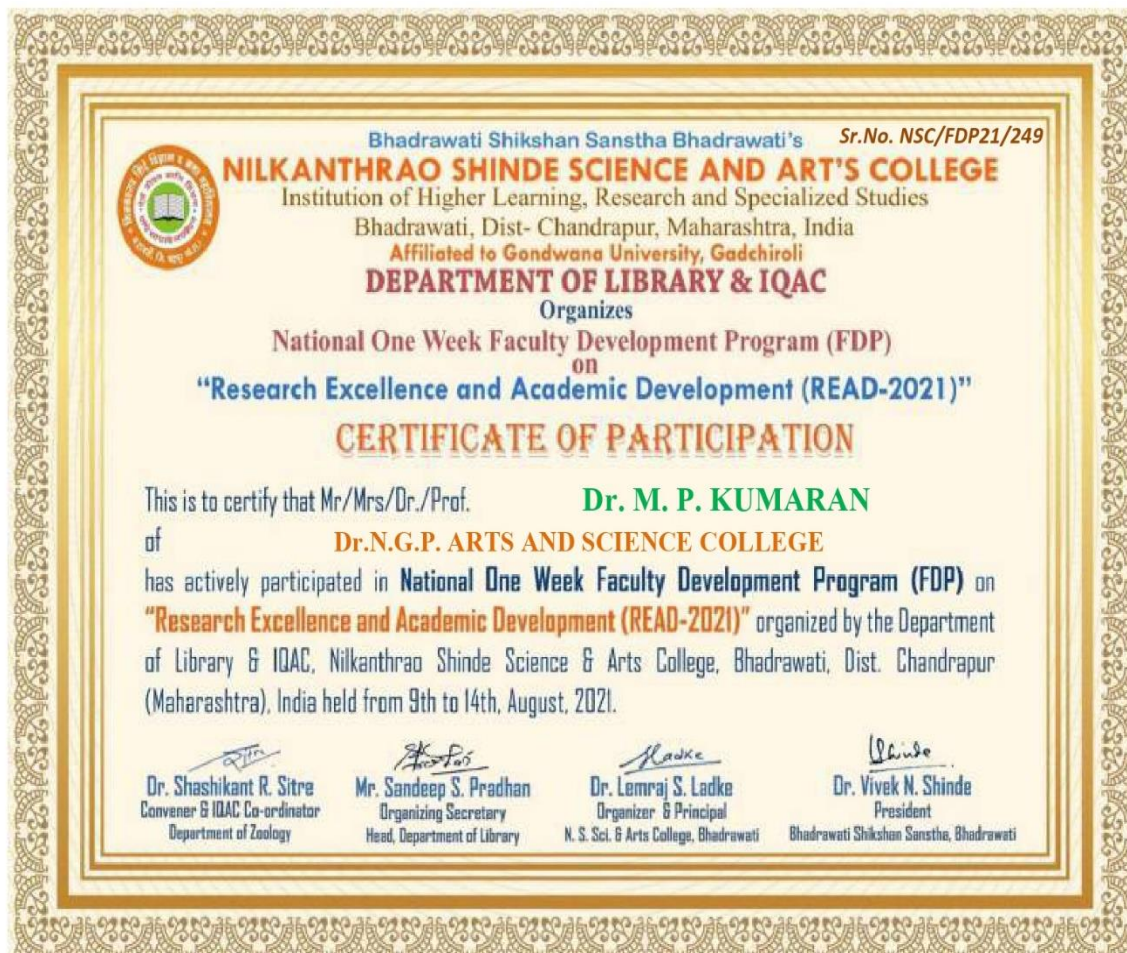 Bhadrawati Shikshan Sanstha Bhadrawati's
Sr.No. NSC/FDP21/249
NILKANTHRAO SHINDE SCIENCE AND ART'S COLLEGE
Institution of Higher Learning, Research and Specialized Studies
Bhadrawati, Dist- Chandrapur, Maharashtra, India
Affiliated to Gondwana University, Gadchiroli
DEPARTMENT OF LIBRARY & IQAC
Organizes
National One Week Faculty Development Program (FDP)
on
“Research Excellence and Academic Development (READ-2021)”
CERTIFICATE OF PARTICIPATION
This is to certify that Mr/Mrs/Dr./Prof. Dr. M. P. KUMARAN
of Dr.N.G.P. ARTS AND SCIENCE COLLEGE
has actively participated in National One Week Faculty Development Program (FDP) on
“Research Excellence and Academic Development (READ-2021)” organized by the Department
of Library & IQAC, Nilkanthrao Shinde Science & Arts College, Bhadrawati, Dist. Chandrapur
(Maharashtra), India held from 9th to 14th, August, 2021.
Ladke
Shinde
Dr. Shashikant R. Sitre
Convener & IQAC Co-ordinator
Department of Zoology
Mr. Sandeep S. Pradhan
Organizing Secretary
Head, Department of Library
Dr. Lemraj S. Ladke
Organizer & Principal
N. S. Sci. & Arts College, Bhadrawati
Dr. Vivek N. Shinde
President
Bhadrawati Shikshan Sanstha, Bhadrawati